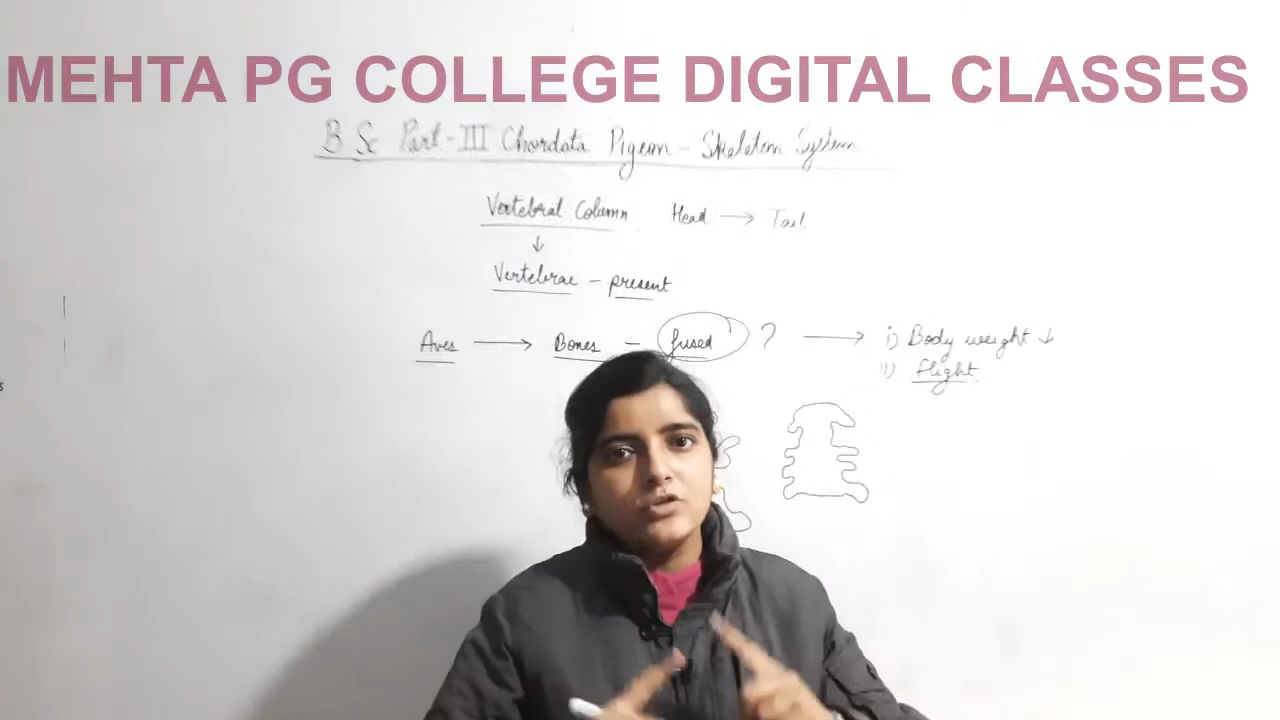 MEHTA PG COLLEGE DIGITAL CLASSES
B Sc Part-III Chordata Pigeon - Skeleton System
Vertebral Column Head → Tail
↓
Vertebrae - present
Aves → Bones - fused ? → i) Body weight ↓
ii) Flight